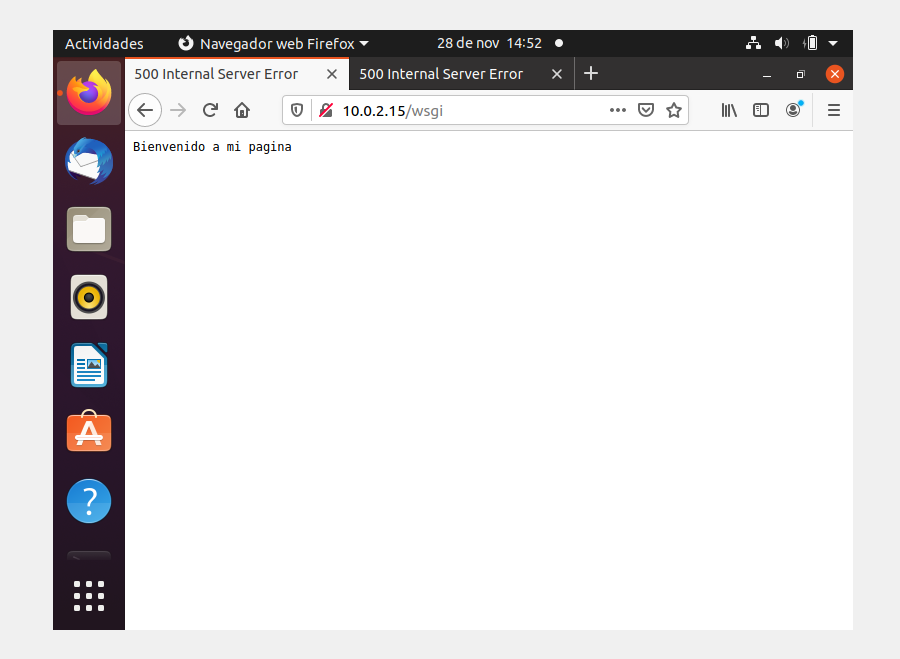 Actividades Navegador web Firefox 28 de nov 14:52
500 Internal Server Error 500 Internal Server Error
10.0.2.15/wsgi
Bienvenido a mi pagina
?